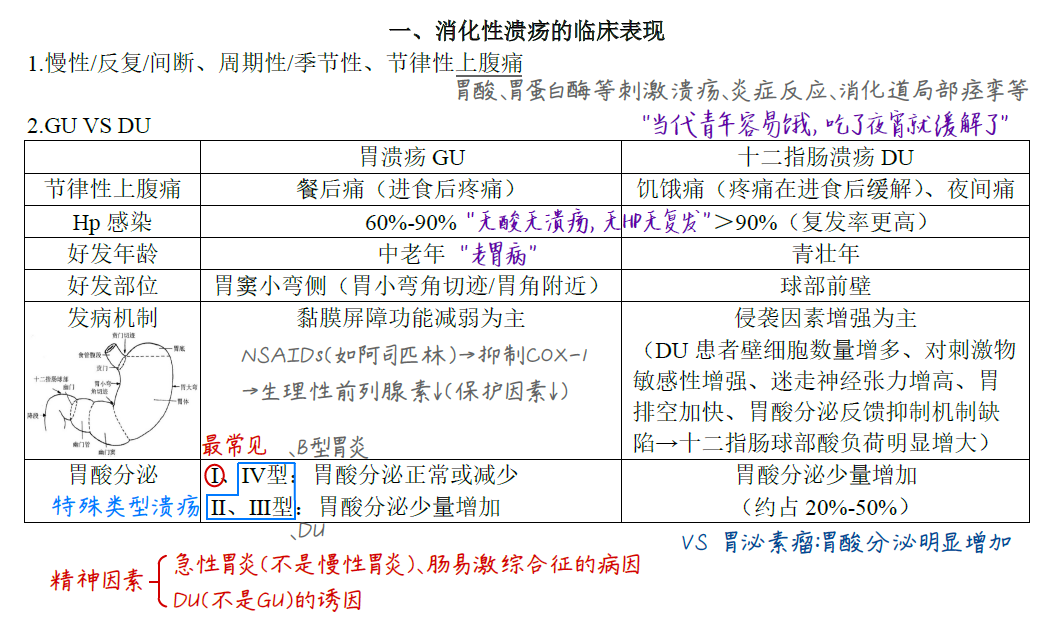 一、消化性溃疡的临床表现
1.慢性/反复/间断、周期性/季节性、节律性上腹痛
胃酸、胃蛋白酶等刺激溃疡、炎症反应、消化道局部痉挛等
2.GU VS DU
"当代青年容易饿,吃了夜宵就缓解了"
胃溃疡 GU 十二指肠溃疡 DU
节律性上腹痛 餐后痛（进食后疼痛） 饥饿痛（疼痛在进食后缓解）、夜间痛
Hp 感染 60%-90% "无酸无溃疡,无HP无复发" ＞90%（复发率更高）
好发年龄 中老年 "老胃病" 青壮年
好发部位 胃窦小弯侧（胃小弯角切迹/胃角附近） 球部前壁
发病机制 黏膜屏障功能减弱为主 侵袭因素增强为主
NSAIDs(如阿司匹林)→抑制COX-1
→生理性前列腺素↓(保护因素↓)
（DU 患者壁细胞数量增多、对刺激物
敏感性增强、迷走神经张力增高、胃
排空加快、胃酸分泌反馈抑制机制缺
陷→十二指肠球部酸负荷明显增大）
贲门切迹
食管腹段
胃底
贲门
十二指肠球部
幽门
胃小弯
角切迹
胃大弯
胃体
降部
幽门管
幽门窦
最常见 、B型胃炎
胃酸分泌 Ⅰ、Ⅳ型：胃酸分泌正常或减少 胃酸分泌少量增加
特殊类型溃疡 Ⅱ、Ⅲ型：胃酸分泌少量增加 （约占 20%-50%）
、DU
VS 胃泌素瘤:胃酸分泌明显增加
精神因素
急性胃炎(不是慢性胃炎)、肠易激综合征的病因
DU(不是GU)的诱因